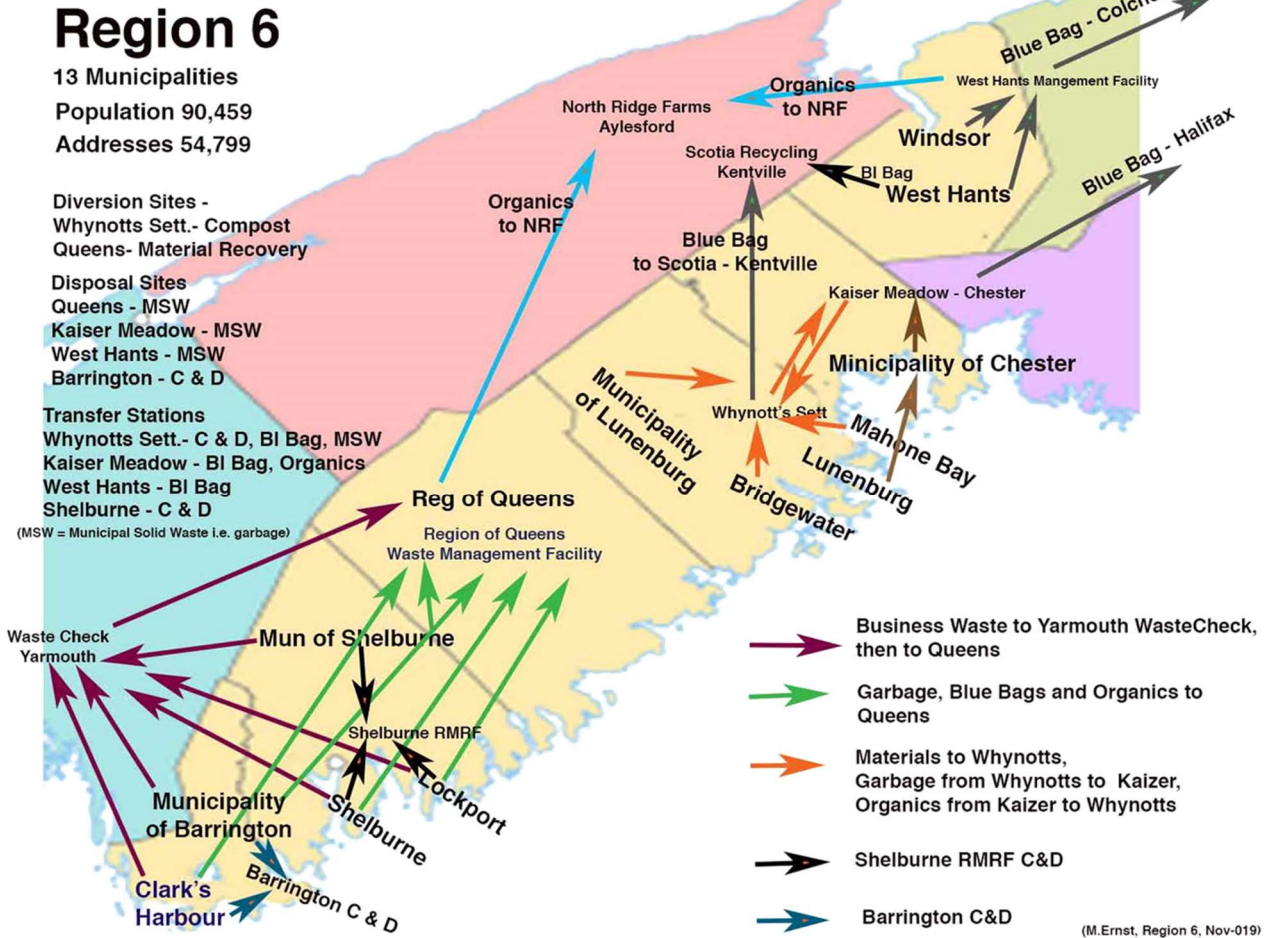 Region 6
13 Municipalities
Population 90,459
Addresses 54,799
Diversion Sites -
Whynotts Sett.- Compost
Queens- Material Recovery
Disposal Sites
Queens - MSW
Kaiser Meadow - MSW
West Hants - MSW
Barrington - C & D
Transfer Stations
Whynotts Sett.- C & D, Bl Bag, MSW
Kaiser Meadow - Bl Bag, Organics
West Hants - Bl Bag
Shelburne - C & D
(MSW = Municipal Solid Waste i.e. garbage)
Blue Bag - Colche
West Hants Mangement Facility
Organics
to NRF
North Ridge Farms
Aylesford
Windsor
Scotia Recycling
Kentville
Bl Bag
West Hants
Blue Bag - Halifax
Organics
to NRF
Blue Bag
to Scotia - Kentville
Kaiser Meadow - Chester
Minicipality of Chester
Municipality
of Lunenburg
Whynott's Sett
Mahone Bay
Lunenburg
Bridgewater
Reg of Queens
Region of Queens
Waste Management Facility
Waste Check
Yarmouth
Mun of Shelburne
Shelburne RMRF
Lockport
Shelburne
Municipality
of Barrington
Clark's
Harbour
Barrington C & D
Business Waste to Yarmouth WasteCheck,
then to Queens
Garbage, Blue Bags and Organics to
Queens
Materials to Whynotts,
Garbage from Whynotts to Kaizer,
Organics from Kaizer to Whynotts
Shelburne RMRF C&D
Barrington C&D
(M.Ernst, Region 6, Nov-019)